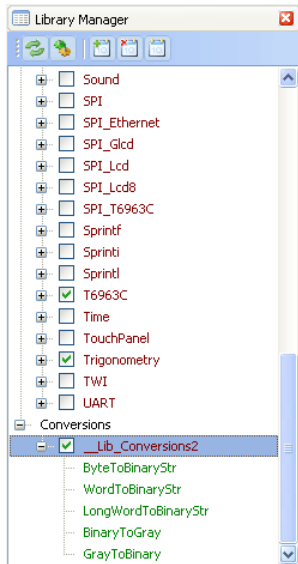 Library Manager
Sound
SPI
SPI_Ethernet
SPI_Glcd
SPI_Lcd
SPI_Lcd8
SPI_T6963C
Sprintf
Sprinti
Sprintl
T6963C
Time
TouchPanel
Trigonometry
TWI
UART
Conversions
__Lib_Conversions2
ByteToBinaryStr
WordToBinaryStr
LongWordToBinaryStr
BinaryToGray
GrayToBinary